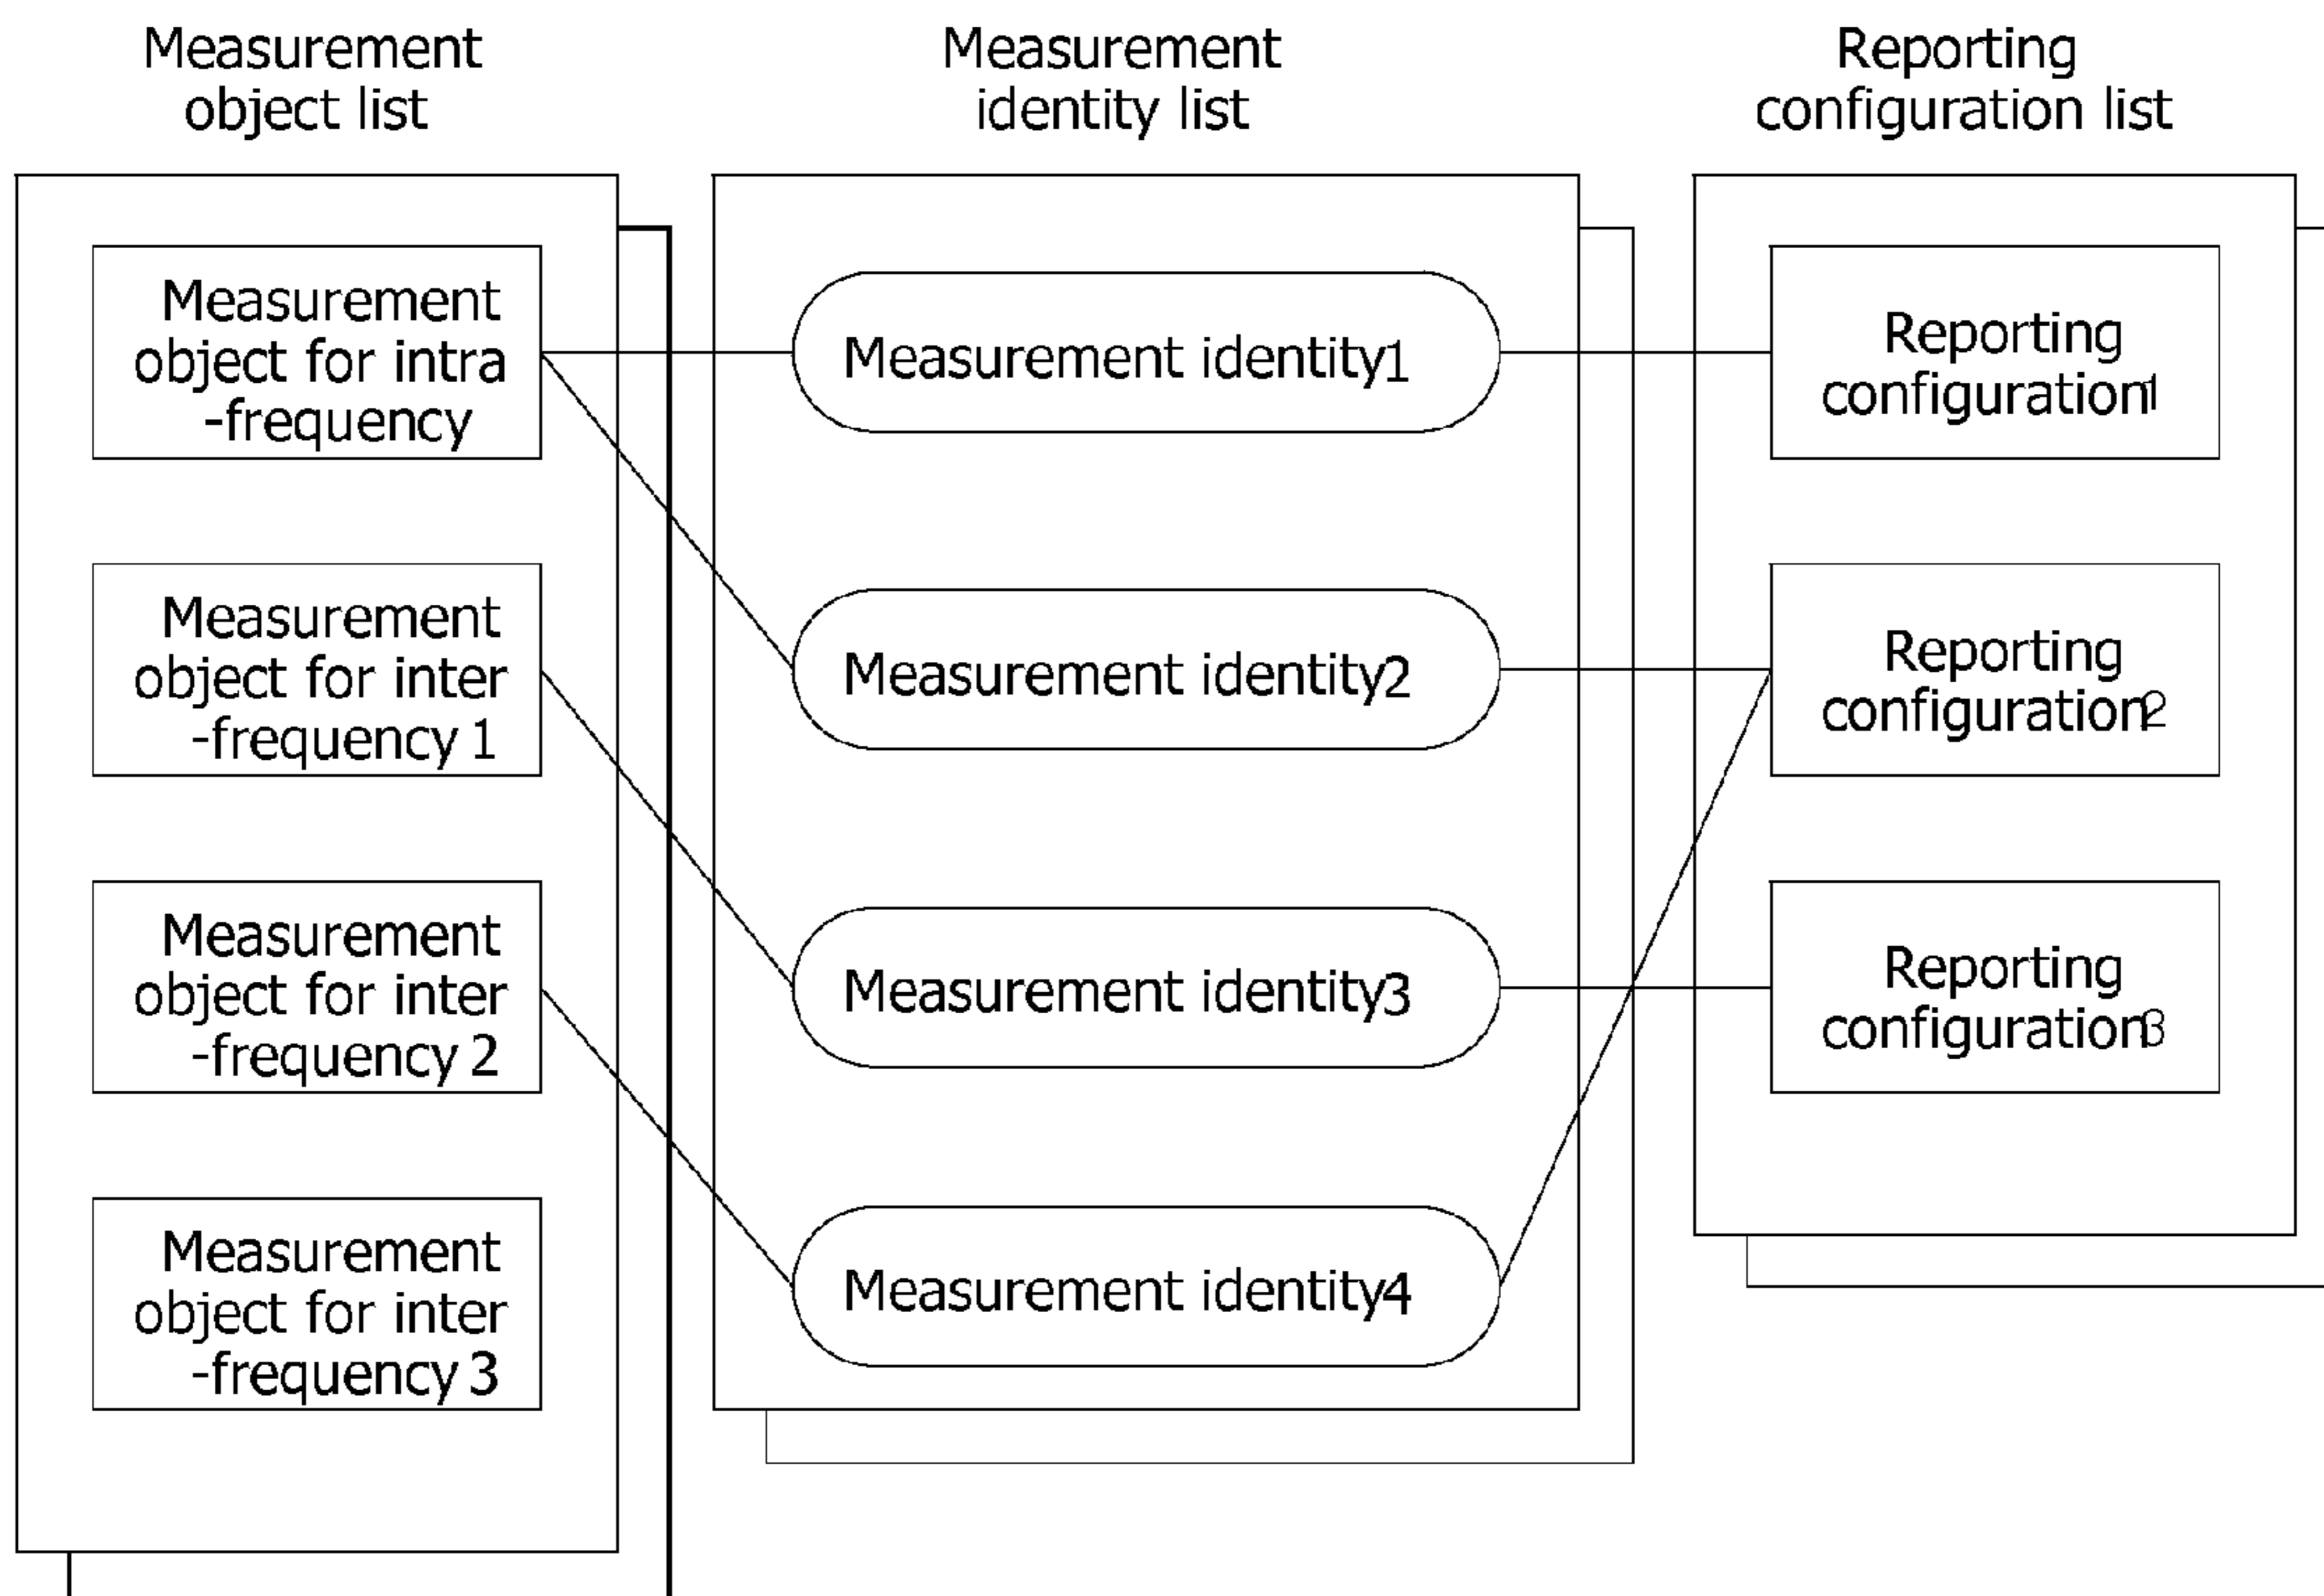 Measurement
object list
Measurement
object for intra
-frequency
Measurement
object for inter
-frequency 1
Measurement
object for inter
-frequency 2
Measurement
object for inter
-frequency 3
Measurement
identity list
Measurement identity1
Measurement identity2
Measurement identity3
Measurement identity4
Reporting
configuration list
Reporting
configuration1
Reporting
configuration2
Reporting
configuration3